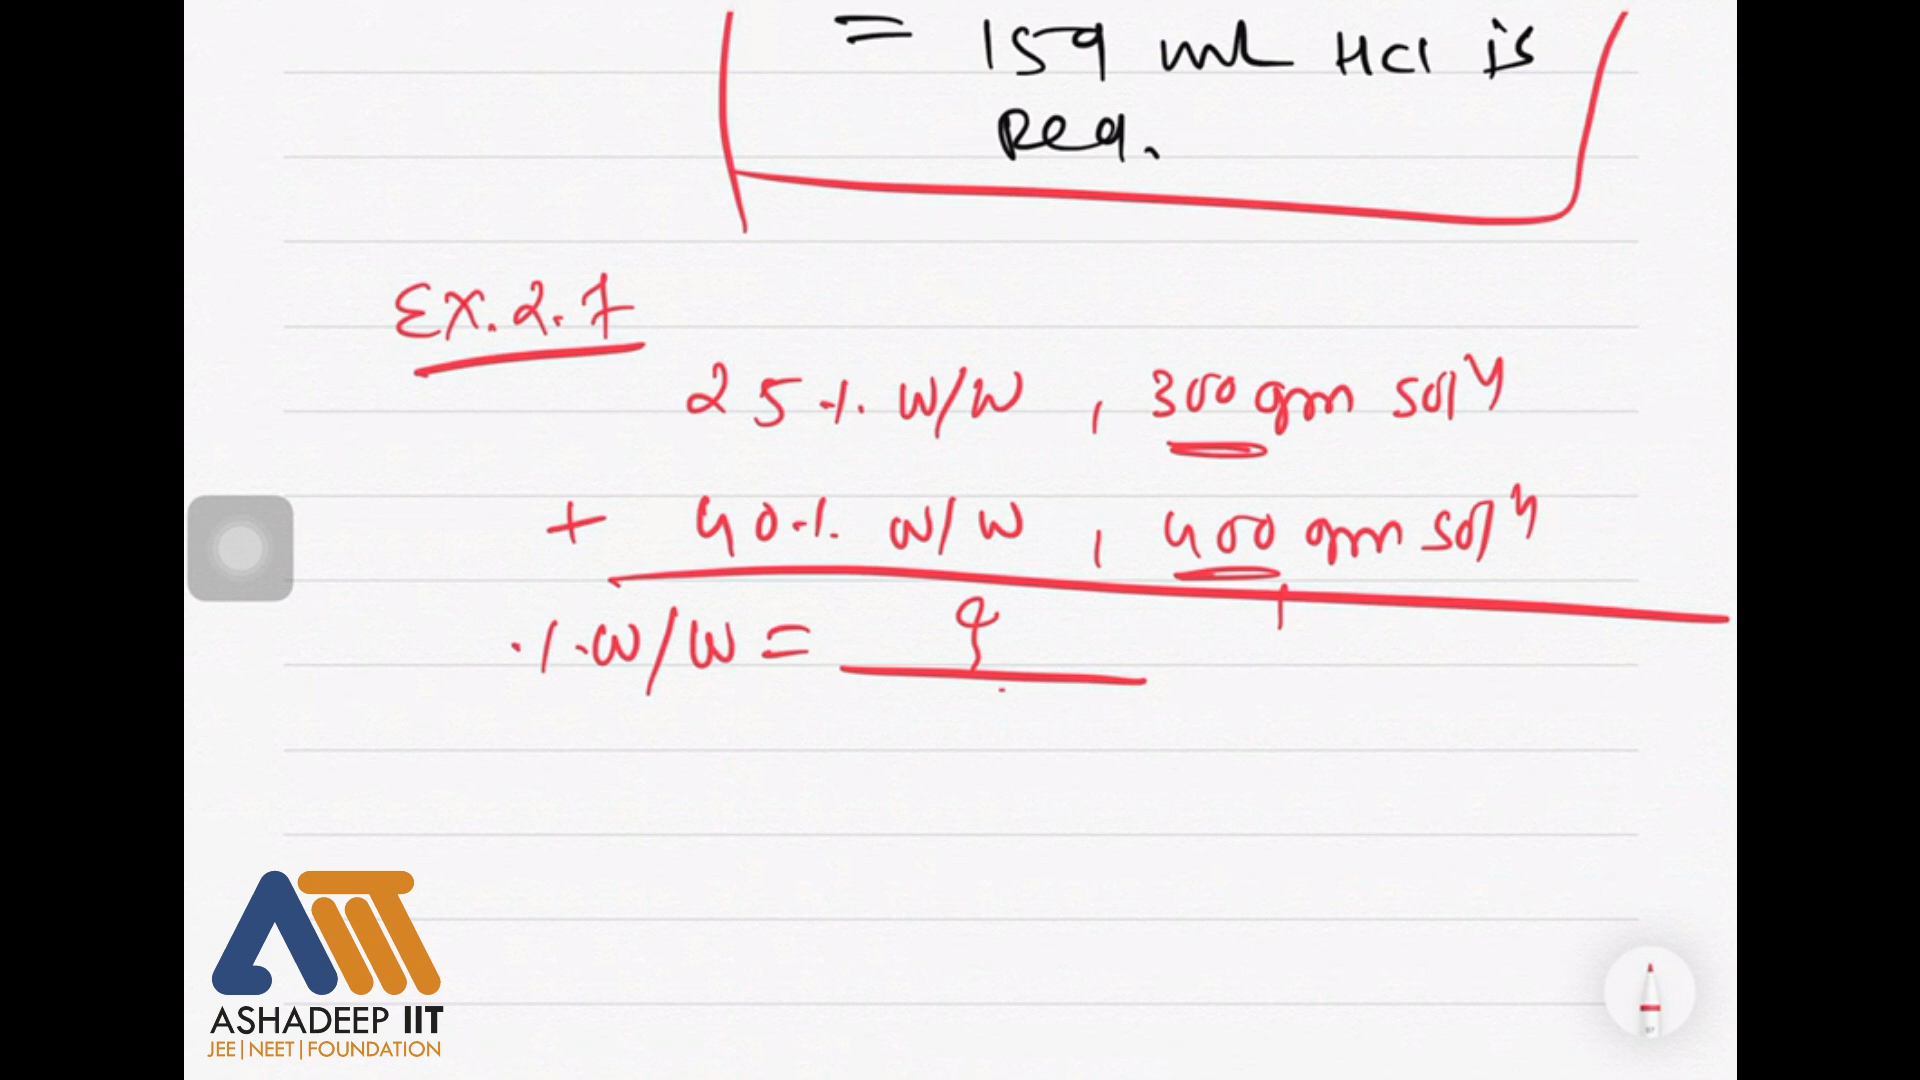 = 159 mL HCl is
Req.
Ex. 2.7
25 % w/w , 300 gm solⁿ
+ 40 % w/w , 400 gm solⁿ
% w/w = ?
ASHADEEP IIT
JEE | NEET | FOUNDATION